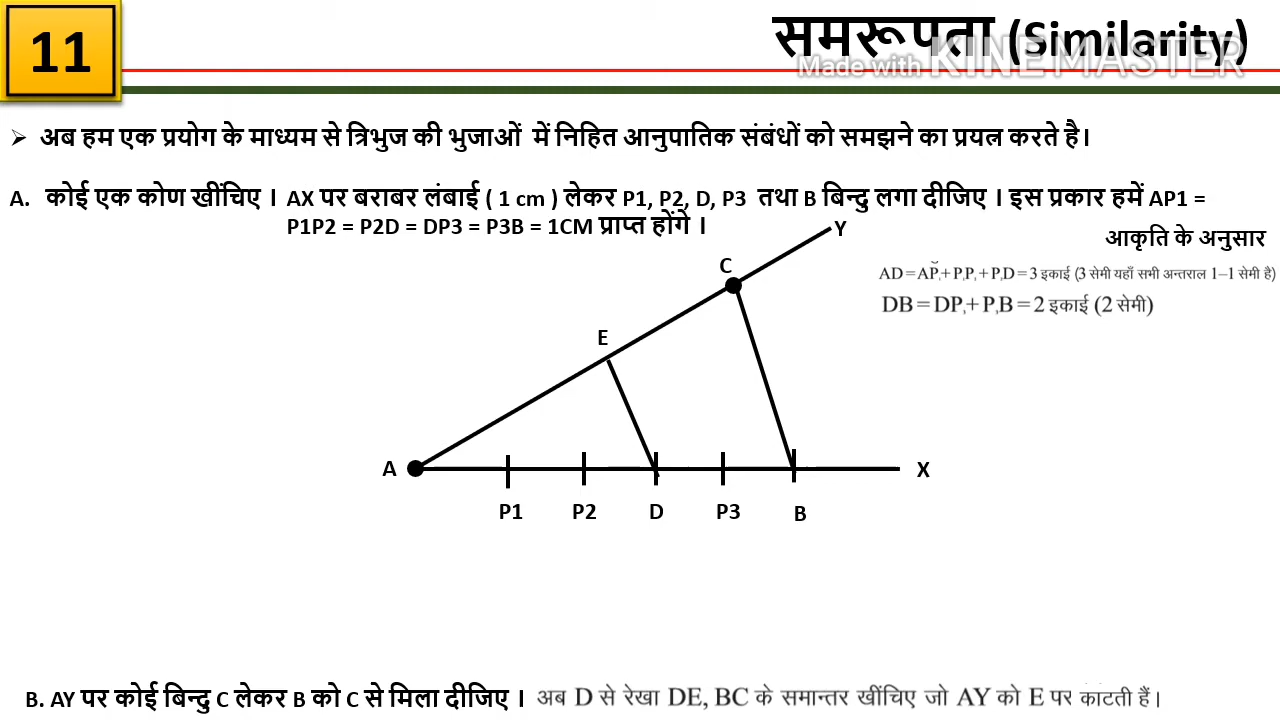 11
समरूपता (Similarity)
Made with KINEMASTER
➢ अब हम एक प्रयोग के माध्यम से त्रिभुज की भुजाओं में निहित आनुपातिक संबंधों को समझने का प्रयत्न करते है।
A. कोई एक कोण खींचिए । AX पर बराबर लंबाई ( 1 cm ) लेकर P1, P2, D, P3 तथा B बिन्दु लगा दीजिए । इस प्रकार हमें AP1 =
P1P2 = P2D = DP3 = P3B = 1CM प्राप्त होंगे ।
Y
आकृति के अनुसार
C
AD = AP₁ + P₁P₂ + P₂D = 3 इकाई (3 सेमी यहाँ सभी अन्तराल 1–1 सेमी है)
DB = DP₃ + P₃B = 2 इकाई (2 सेमी)
E
A
X
P1 P2 D P3 B
B. AY पर कोई बिन्दु C लेकर B को C से मिला दीजिए । अब D से रेखा DE, BC के समान्तर खींचिए जो AY को E पर काटती हैं।